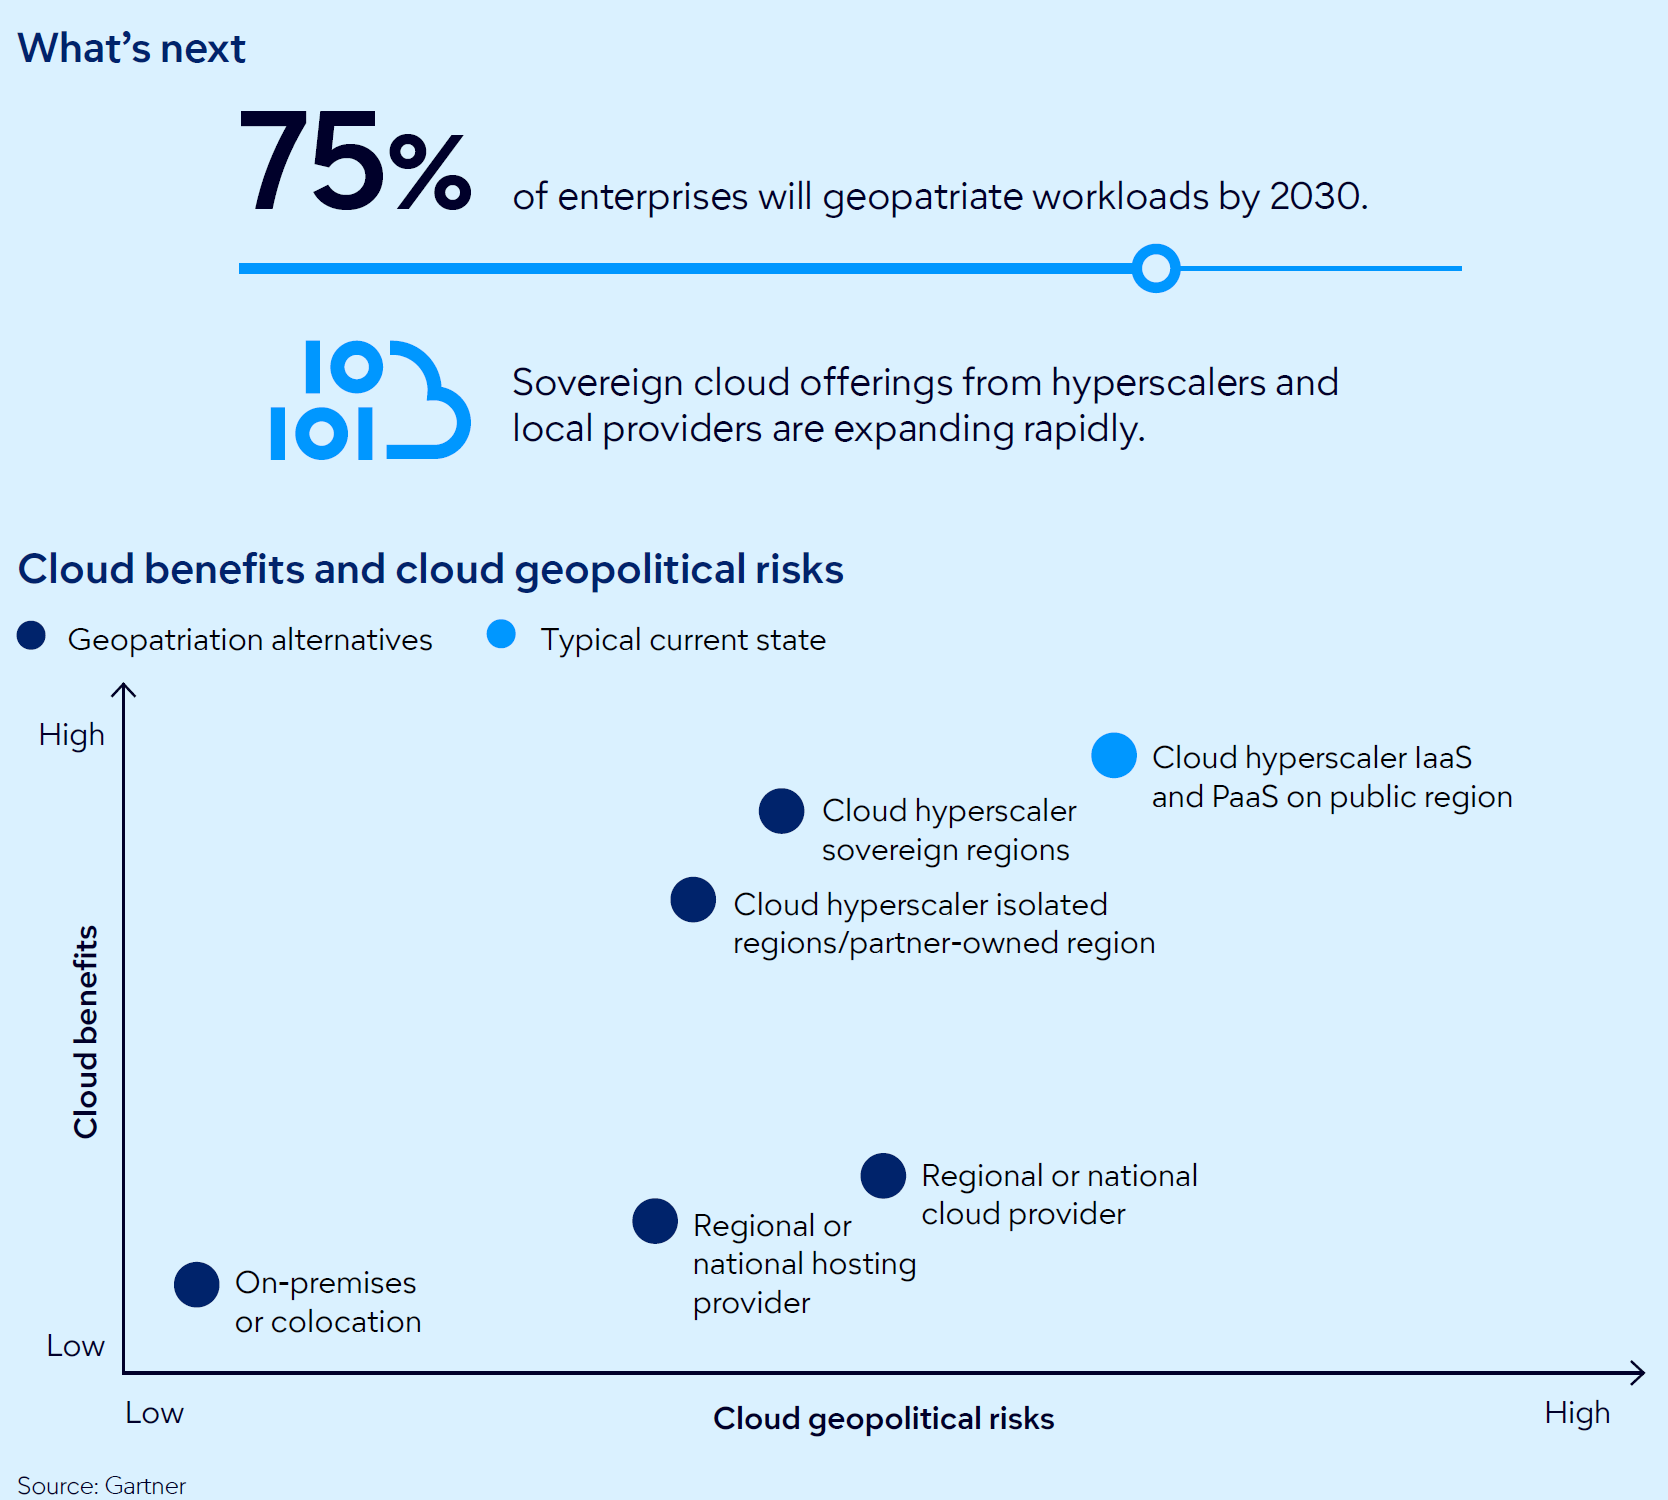 What’s next
75% of enterprises will geopatriate workloads by 2030.
Sovereign cloud offerings from hyperscalers and
local providers are expanding rapidly.
Cloud benefits and cloud geopolitical risks
Geopatriation alternatives
Typical current state
High
Cloud hyperscaler IaaS
and PaaS on public region
Cloud hyperscaler
sovereign regions
Cloud hyperscaler isolated
regions/partner-owned region
Cloud benefits
Regional or national
cloud provider
Regional or
national hosting
provider
On-premises
or colocation
Low
Low
Cloud geopolitical risks
High
Source: Gartner